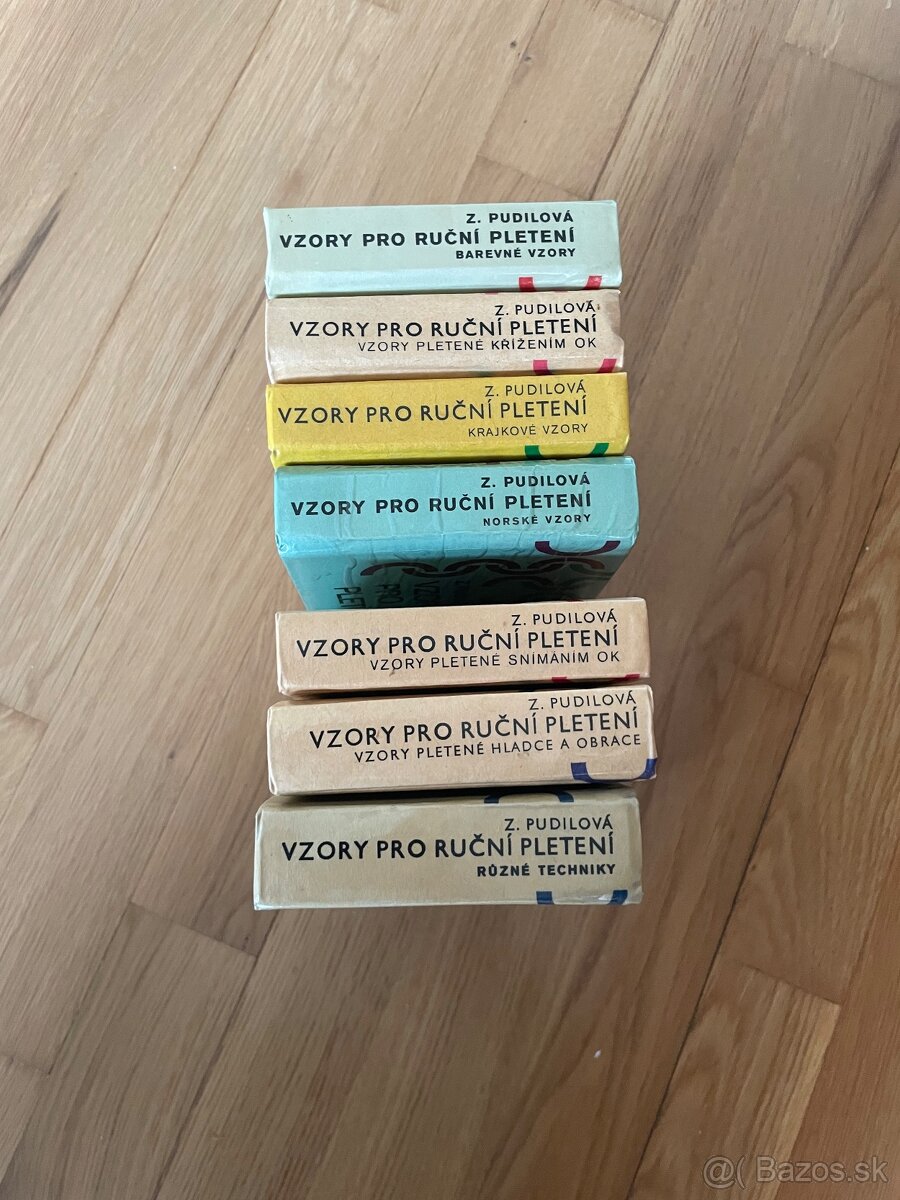 Z. PUDILOVÁ
VZORY PRO RUČNÍ PLETENÍ
BAREVNÉ VZORY
Z. PUDILOVÁ
VZORY PRO RUČNÍ PLETENÍ
VZORY PLETENÉ KŘÍŽENÍM OK
Z. PUDILOVÁ
VZORY PRO RUČNÍ PLETENÍ
KRAJKOVÉ VZORY
Z. PUDILOVÁ
VZORY PRO RUČNÍ PLETENÍ
NORSKÉ VZORY
Z. PUDILOVÁ
VZORY PRO RUČNÍ PLETENÍ
VZORY PLETENÉ SNÍMÁNÍM OK
Z. PUDILOVÁ
VZORY PRO RUČNÍ PLETENÍ
VZORY PLETENÉ HLADCE A OBRACE
Z. PUDILOVÁ
VZORY PRO RUČNÍ PLETENÍ
RŮZNÉ TECHNIKY
@( Bazos.sk